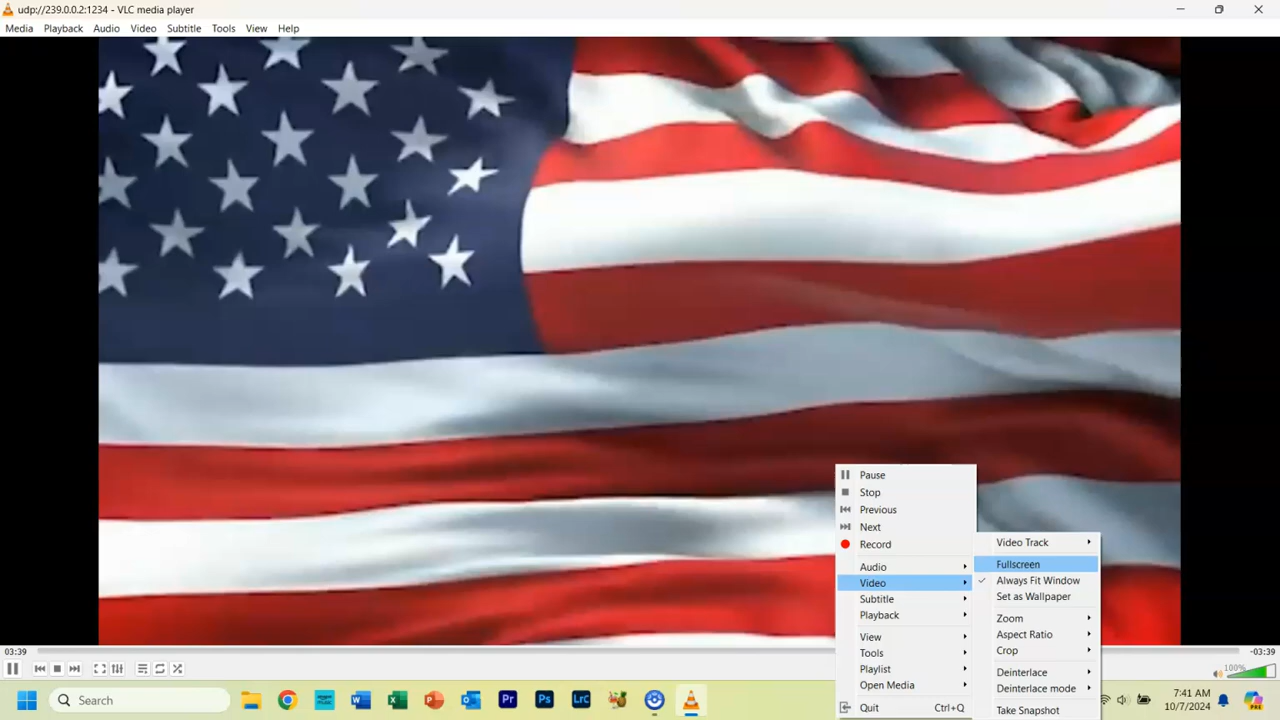 udp://239.0.0.2:1234 - VLC media player
Media Playback Audio Video Subtitle Tools View Help
Pause
Stop
Previous
Next
Record
Audio
Video
Subtitle
Playback
View
Tools
Playlist
Open Media
Quit Ctrl+Q
Video Track
Fullscreen
Always Fit Window
Set as Wallpaper
Zoom
Aspect Ratio
Crop
Deinterlace
Deinterlace mode
Take Snapshot
03:39 -03:39
100%
Search
7:41 AM
10/7/2024